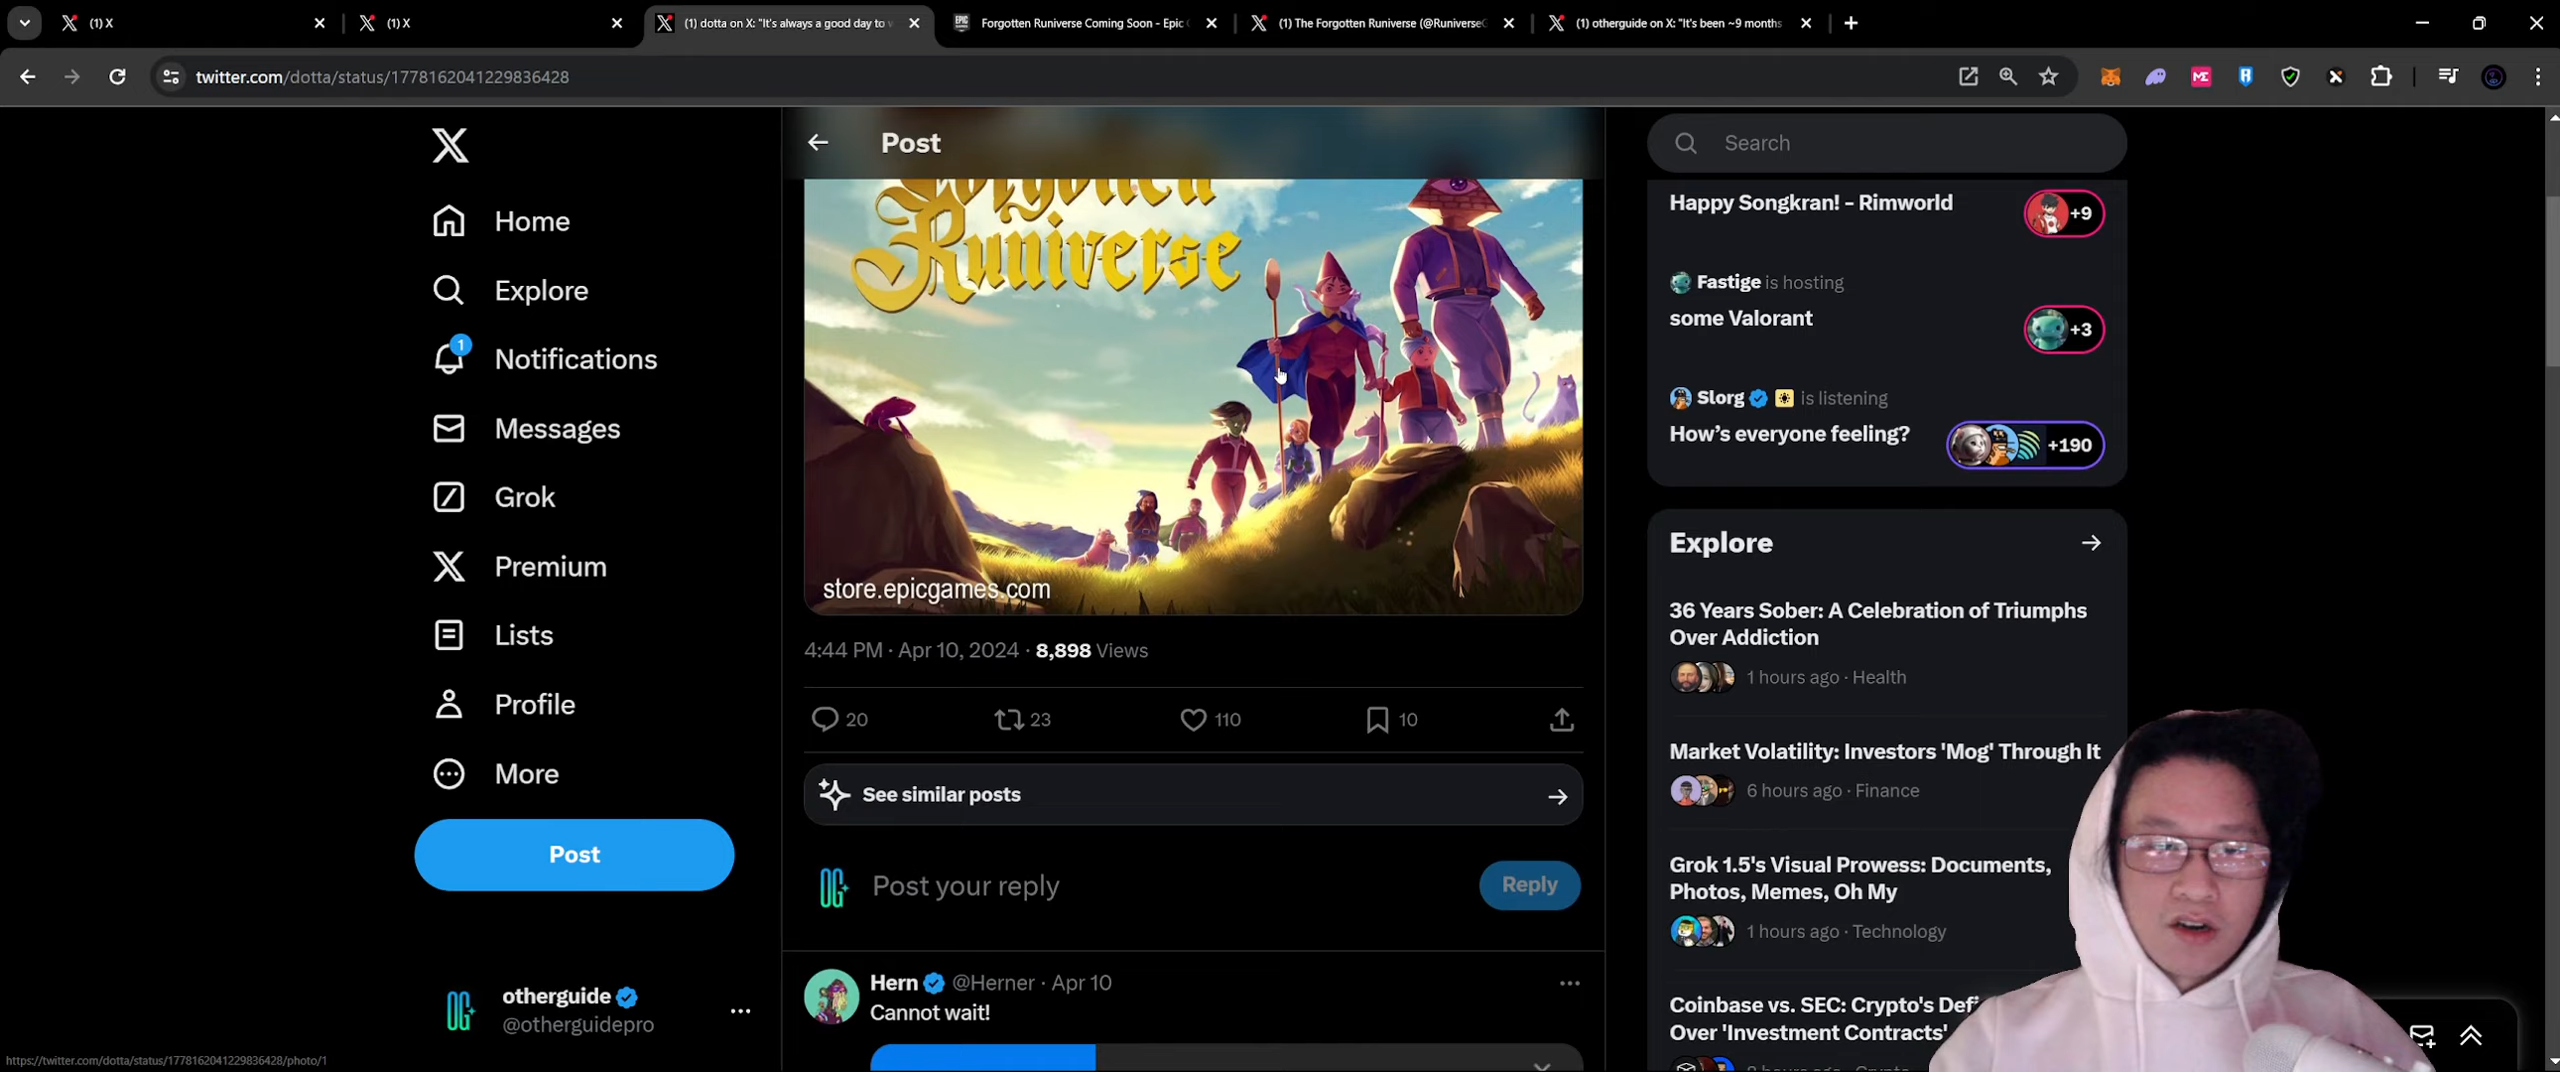 (1) X
(1) X
(1) dotta on X: "It's always a good day to
Forgotten Runiverse Coming Soon - Epic
(1) The Forgotten Runiverse (@Runiverse
(1) otherguide on X: "It's been ~9 months
twitter.com/dotta/status/1778162041229836428
Home
Explore
1
Notifications
Messages
Grok
Premium
Lists
Profile
More
Post
otherguide
@otherguidepro
Post
Forgotten
Runiverse
store.epicgames.com
4:44 PM · Apr 10, 2024 · 8,898 Views
20
23
110
10
See similar posts
Post your reply
Reply
Hern @Herner · Apr 10
Cannot wait!
Search
Happy Songkran! - Rimworld
+9
Fastige is hosting
some Valorant
+3
Slorg is listening
How's everyone feeling?
+190
Explore
36 Years Sober: A Celebration of Triumphs
Over Addiction
1 hours ago · Health
Market Volatility: Investors 'Mog' Through It
6 hours ago · Finance
Grok 1.5's Visual Prowess: Documents,
Photos, Memes, Oh My
1 hours ago · Technology
Coinbase vs. SEC: Crypto's
Over 'Investment Contracts'
https://twitter.com/dotta/status/1778162041229836428/photo/1